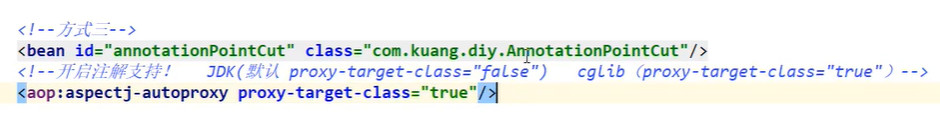 <!--方式三-->
<bean id="annotationPointCut" class="com.kuang.diy.AnnotationPointCut"/>
<!--开启注解支持!   JDK(默认 proxy-target-class="false")   cglib（proxy-target-class="true"）-->
<aop:aspectj-autoproxy proxy-target-class="true"/>